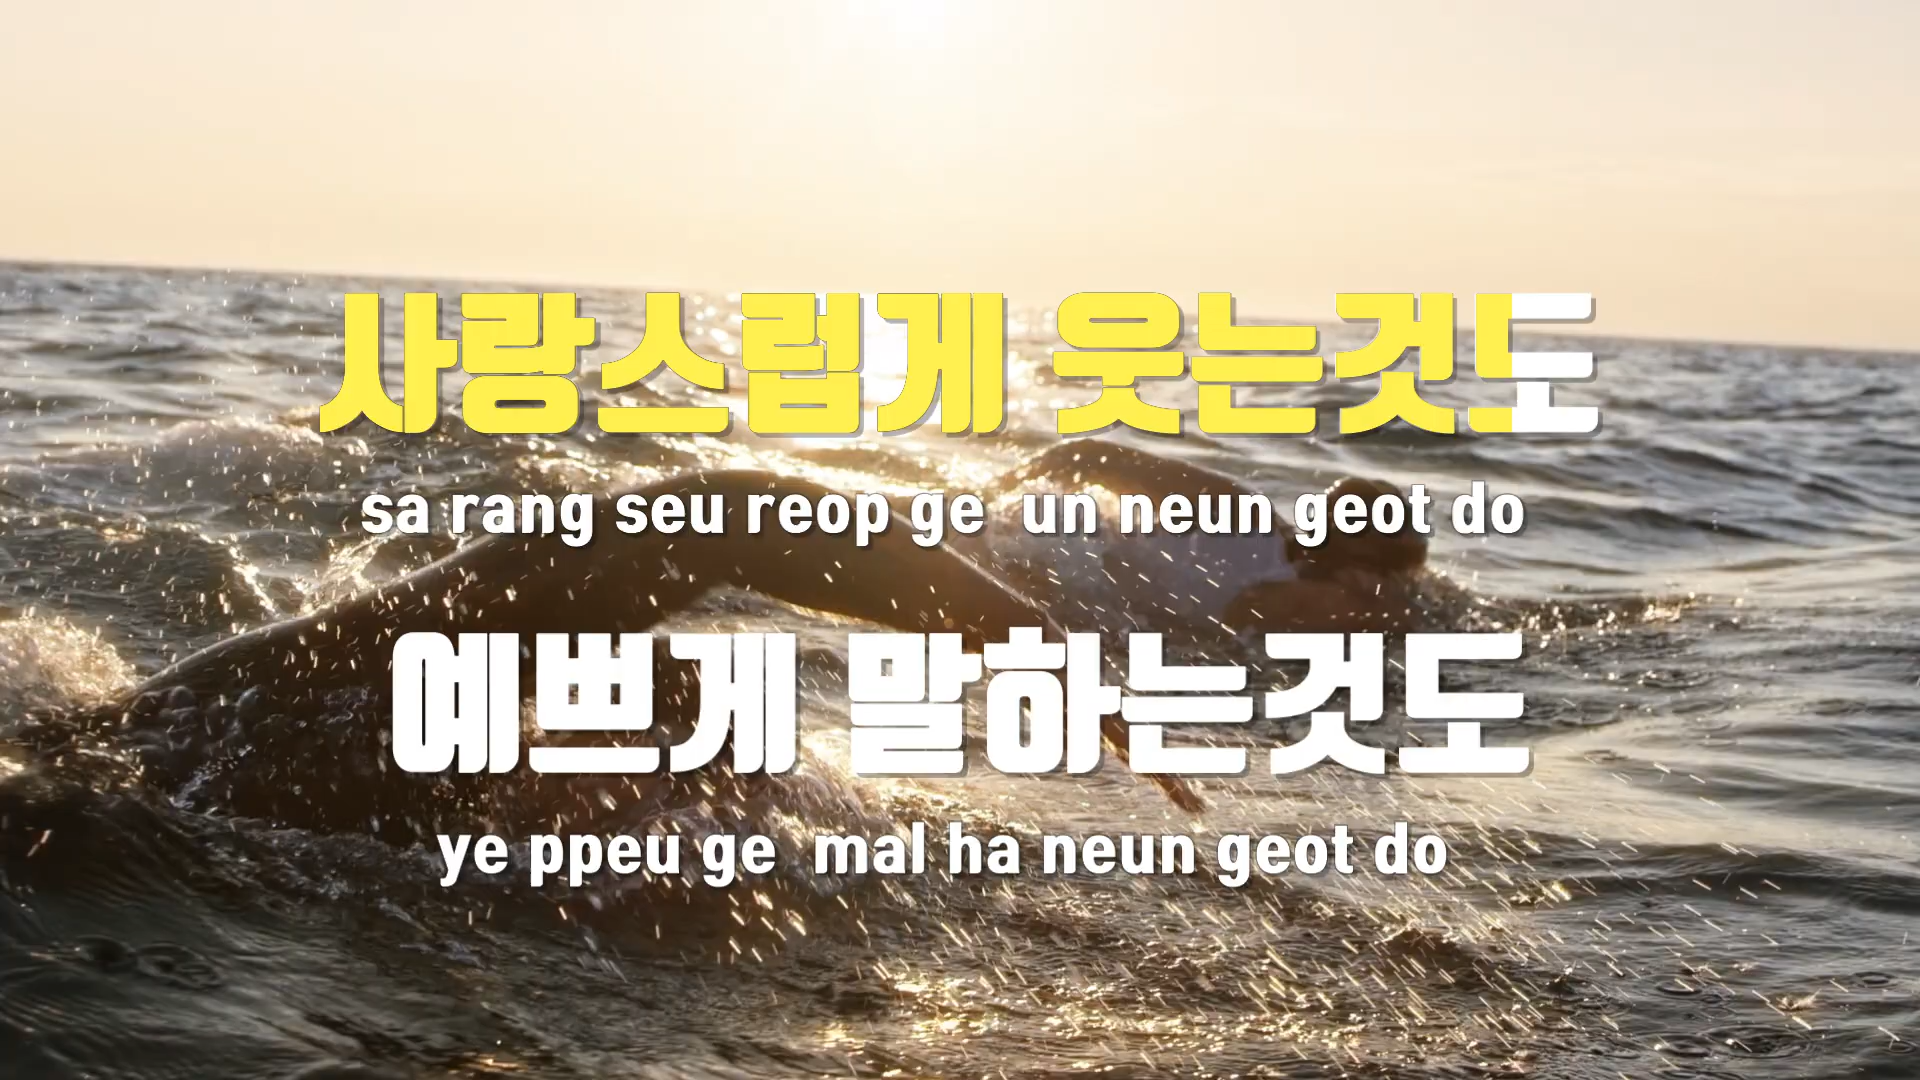 사랑스럽게 웃는것도
sa rang seu reop ge un neun geot do
예쁘게 말하는것도
ye ppeu ge mal ha neun geot do